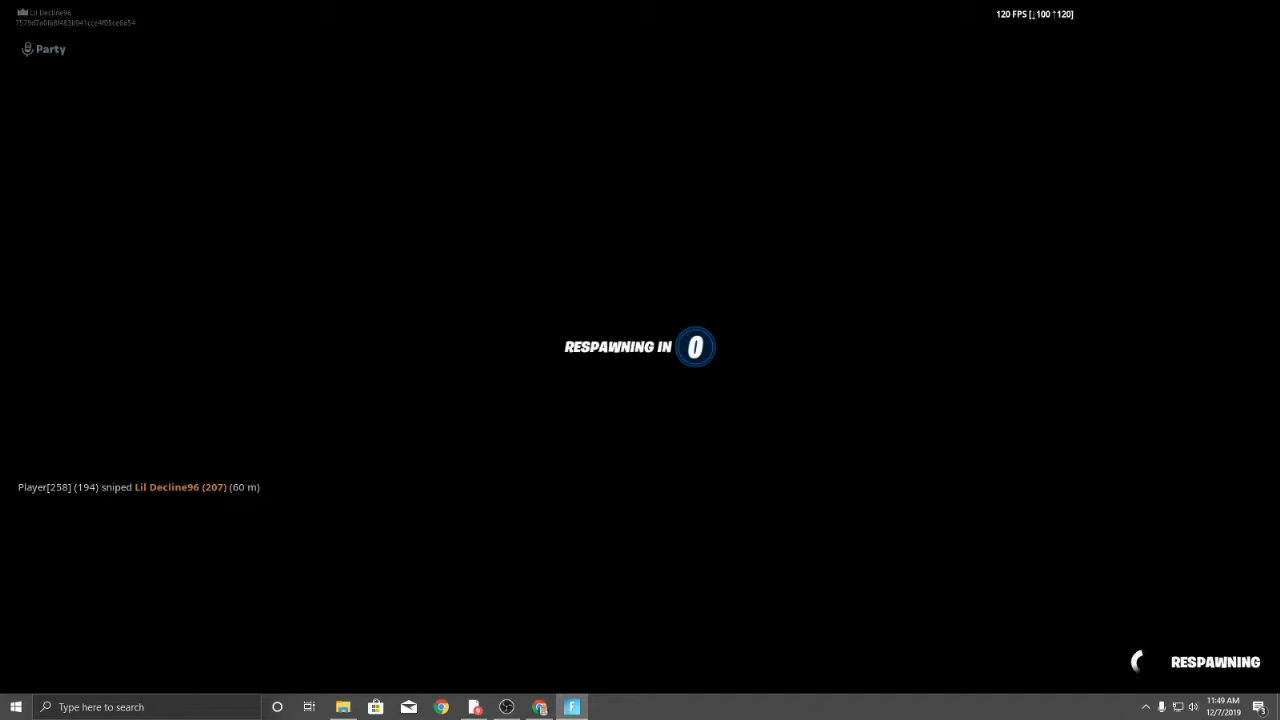 Lil Decline96
120 FPS [↓100 ↑120]
Party
RESPAWNING IN 0
Player[258] (194) sniped Lil Decline96 (207) (60 m)
RESPAWNING
Type here to search
11:49 AM
12/7/2019